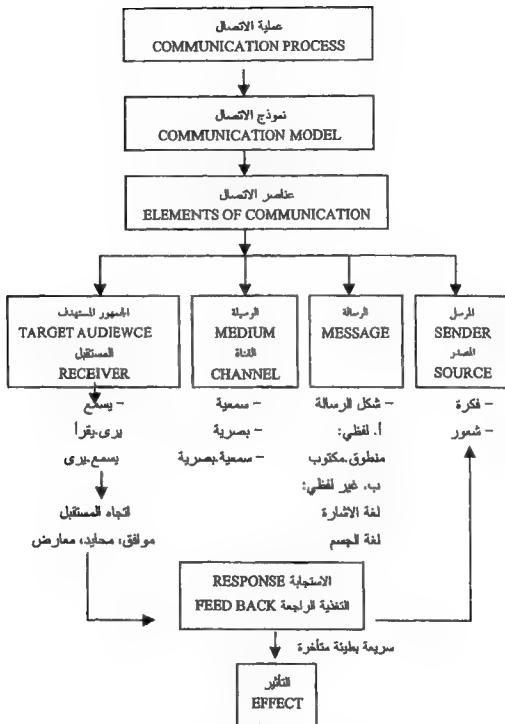 عملية الاتصال
COMMUNICATION PROCESS
نموذج الاتصال
COMMUNICATION MODEL
عناصر الاتصال
ELEMENTS OF COMMUNICATION
المرسل
SENDER
المصدر
SOURCE
– فكرة
– شعور
الرسالة
MESSAGE
– شكل الرسالة
أ. لفظي:
منطوق.مكتوب
ب. غير لفظي:
لغة الاشارة
لغة الجسم
الوسيلة
MEDIUM
القناة
CHANNEL
– سمعية
– بصرية
– سمعية.بصرية
الجمهور المستهدف
TARGET AUDIEWCE
المستقبل
RECEIVER
– يسمع
يرى.يقرأ
يسمع.يرى
اتجاه المستقبل
موافق، محايد، معارض
الاستجابة RESPONSE
التغذية الراجعة FEED BACK
سريعة بطيئة متأخرة
التأثير
EFFECT